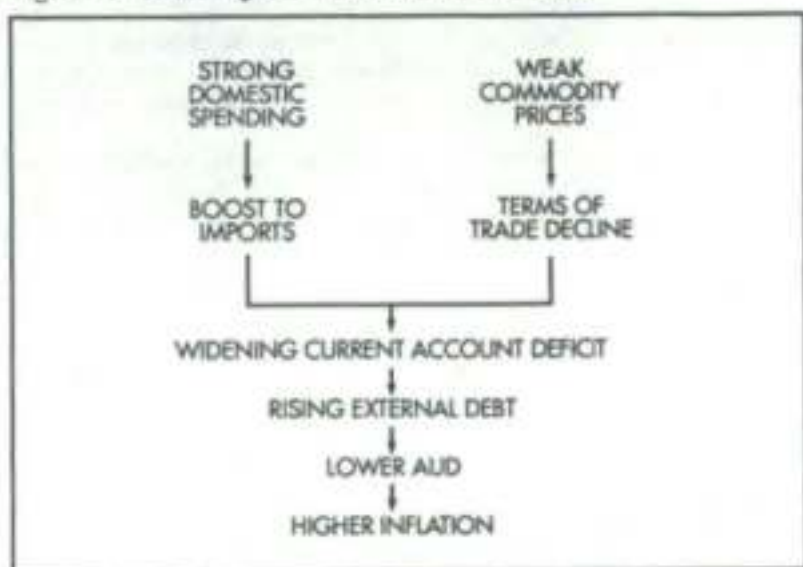 STRONG
DOMESTIC
SPENDING
WEAK
COMMODITY
PRICES
BOOST TO
IMPORTS
TERMS OF
TRADE DECLINE
WIDENING CURRENT ACCOUNT DEFICIT
RISING EXTERNAL DEBT
LOWER AUD
HIGHER INFLATION